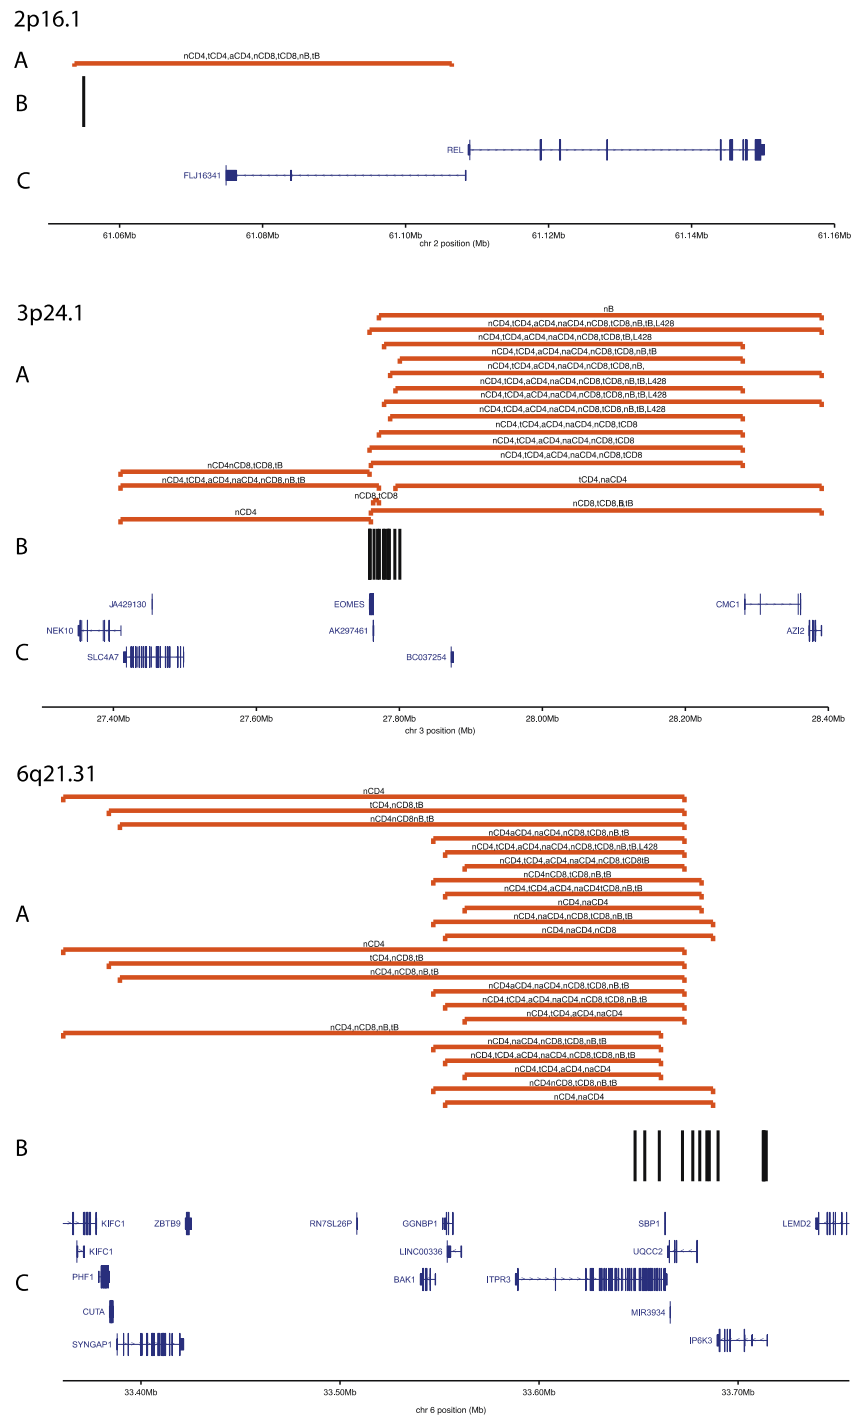 2p16.1
A
nCD4,tCD4,aCD4,nCD8,tCD8,nB,tB
B
REL
C
FLJ16341
61.06Mb 61.08Mb 61.10Mb 61.12Mb 61.14Mb 61.16Mb
chr 2 position (Mb)
3p24.1
nB
nCD4,tCD4,aCD4,naCD4,nCD8,tCD8,nB,tB,L428
nCD4,tCD4,aCD4,naCD4,nCD8,tCD8,tB,L428
nCD4,tCD4,aCD4,naCD4,nCD8,tCD8,nB,tB
A
nCD4,tCD4,aCD4,naCD4,nCD8,tCD8,nB,
nCD4,tCD4,aCD4,naCD4,nCD8,tCD8,nB,tB,L428
nCD4,tCD4,aCD4,naCD4,nCD8,tCD8,nB,tB,L428
nCD4,tCD4,aCD4,naCD4,nCD8,tCD8,nB,tB,L428
nCD4,tCD4,aCD4,naCD4,nCD8,tCD8
nCD4,tCD4,aCD4,naCD4,nCD8,tCD8
nCD4,tCD4,aCD4,naCD4,nCD8,tCD8
nCD4nCD8,tCD8,tB
nCD4,tCD4,aCD4,naCD4,nCD8,nB,tB tCD4,naCD4
nCD8,tCD8
nCD8,tCD8,tB
nCD4
B
JA429130 EOMES CMC1
NEK10 AK297461 AZI2
C
SLC4A7 BC037254
27.40Mb 27.60Mb 27.80Mb 28.00Mb 28.20Mb 28.40Mb
chr 3 position (Mb)
6q21.31
nCD4
tCD4,nCD8,tB
nCD4nCD8nB,tB
nCD4aCD4,naCD4,nCD8,tCD8,nB,tB
nCD4,tCD4,aCD4,naCD4,nCD8,tCD8,nB,tB,L428
nCD4,tCD4,aCD4,naCD4,nCD8,tCD8tB
nCD4nCD8,tCD8,nB,tB
nCD4,tCD4,aCD4,naCD4tCD8,nB,tB
nCD4,naCD4
A
nCD4,naCD4,nCD8,tCD8,nB,tB
nCD4,naCD4,nCD8
nCD4
tCD4,nCD8,tB
nCD4,nCD8,nB,tB
nCD4aCD4,naCD4,nCD8,tCD8,nB,tB
nCD4,tCD4,aCD4,naCD4,nCD8,tCD8,nB,tB
nCD4,tCD4,aCD4,naCD4
nCD4,nCD8,nB,tB
nCD4,naCD4,nCD8,tCD8,nB,tB
nCD4,tCD4,aCD4,naCD4,nCD8,tCD8,nB,tB
nCD4,tCD4,aCD4,naCD4
nCD4nCD8,tCD8,nB,tB
nCD4,naCD4
B
KIFC1 ZBTB9 RN7SL26P GGNBP1 SBP1 LEMD2
KIFC1 LINC00336 UQCC2
PHF1 BAK1 ITPR3
C
CUTA MIR3934
SYNGAP1 IP6K3
33.40Mb 33.50Mb 33.60Mb 33.70Mb
chr 6 position (Mb)